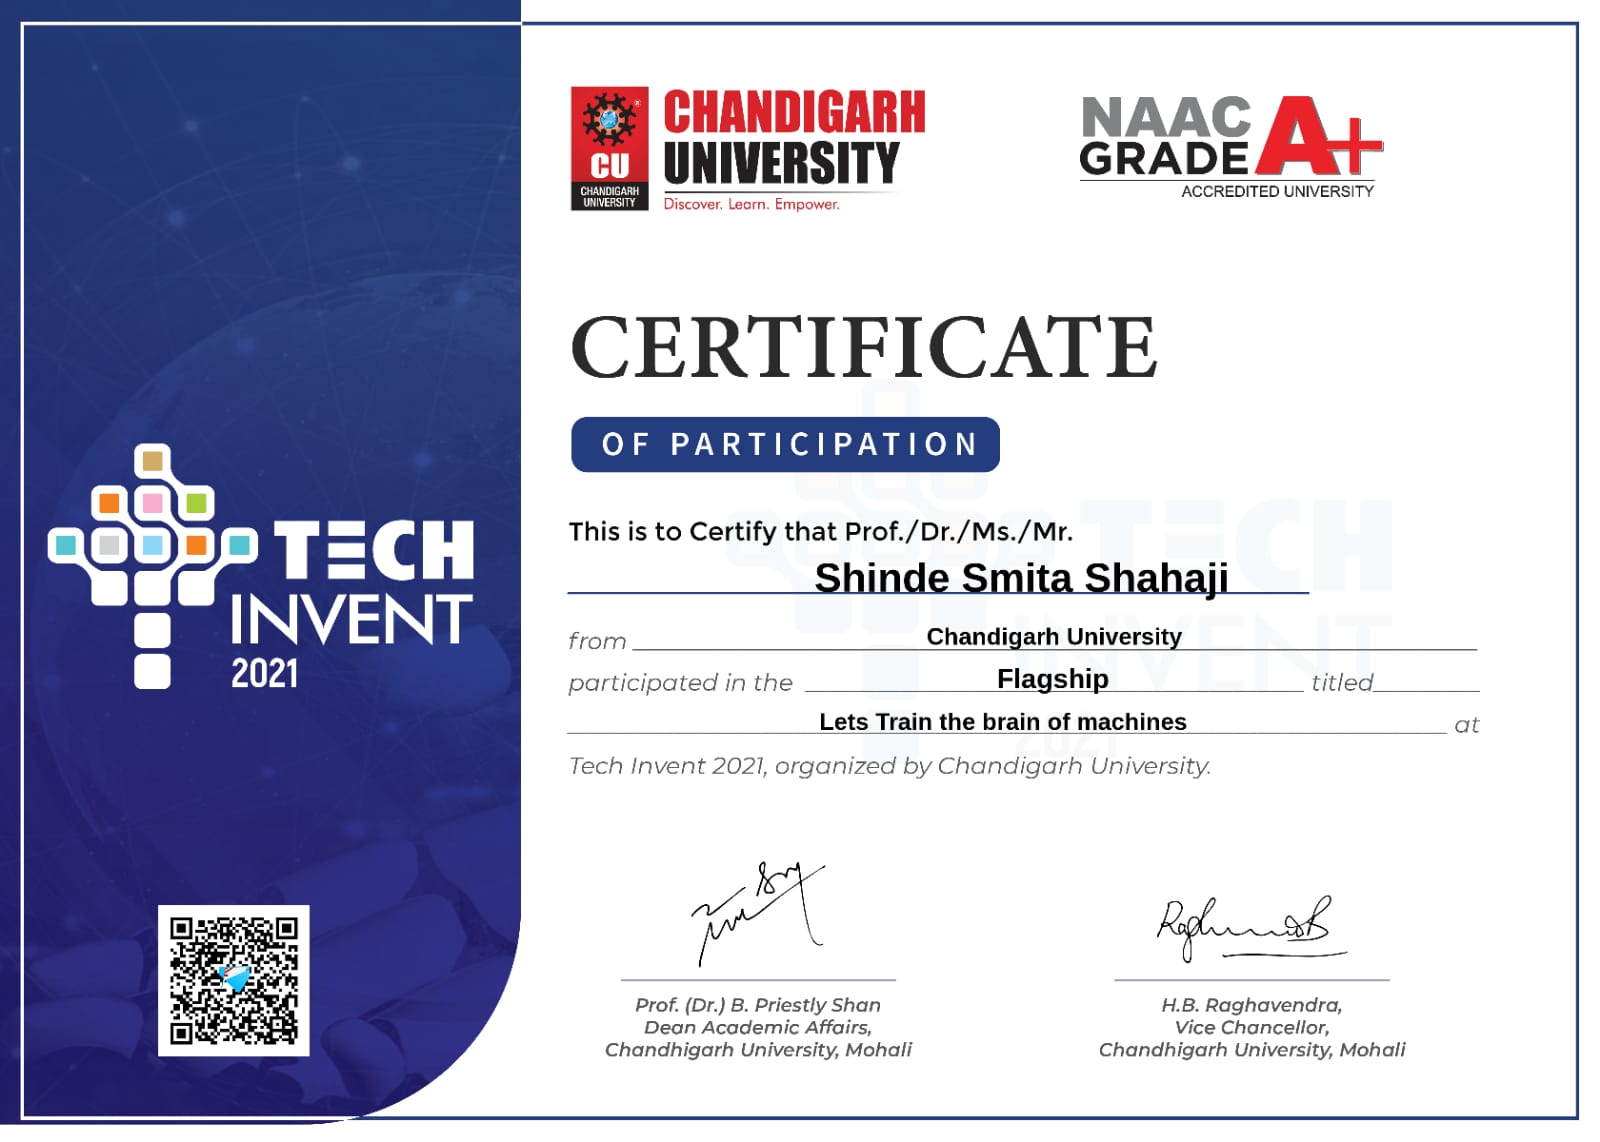 CHANDIGARH
UNIVERSITY
Discover. Learn. Empower.
CU
CHANDIGARH
UNIVERSITY
NAAC
GRADE A+
ACCREDITED UNIVERSITY
CERTIFICATE
OF PARTICIPATION
This is to Certify that Prof./Dr./Ms./Mr.
Shinde Smita Shahaji
from Chandigarh University
participated in the Flagship titled
Lets Train the brain of machines at
Tech Invent 2021, organized by Chandigarh University.
TECH
INVENT
2021
Prof. (Dr.) B. Priestly Shan
Dean Academic Affairs,
Chandhigarh University, Mohali
H.B. Raghavendra,
Vice Chancellor,
Chandhigarh University, Mohali